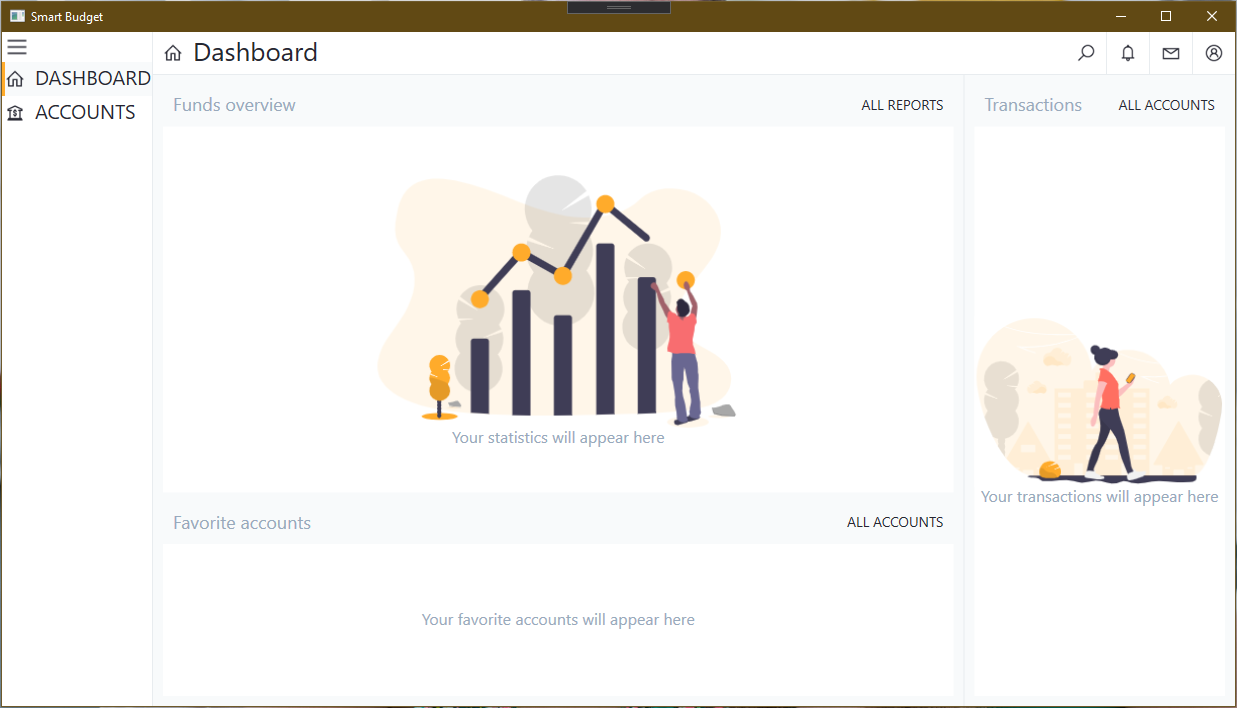 Smart Budget
DASHBOARD
ACCOUNTS
Dashboard
Funds overview
ALL REPORTS
Your statistics will appear here
Favorite accounts
ALL ACCOUNTS
Your favorite accounts will appear here
Transactions
ALL ACCOUNTS
Your transactions will appear here